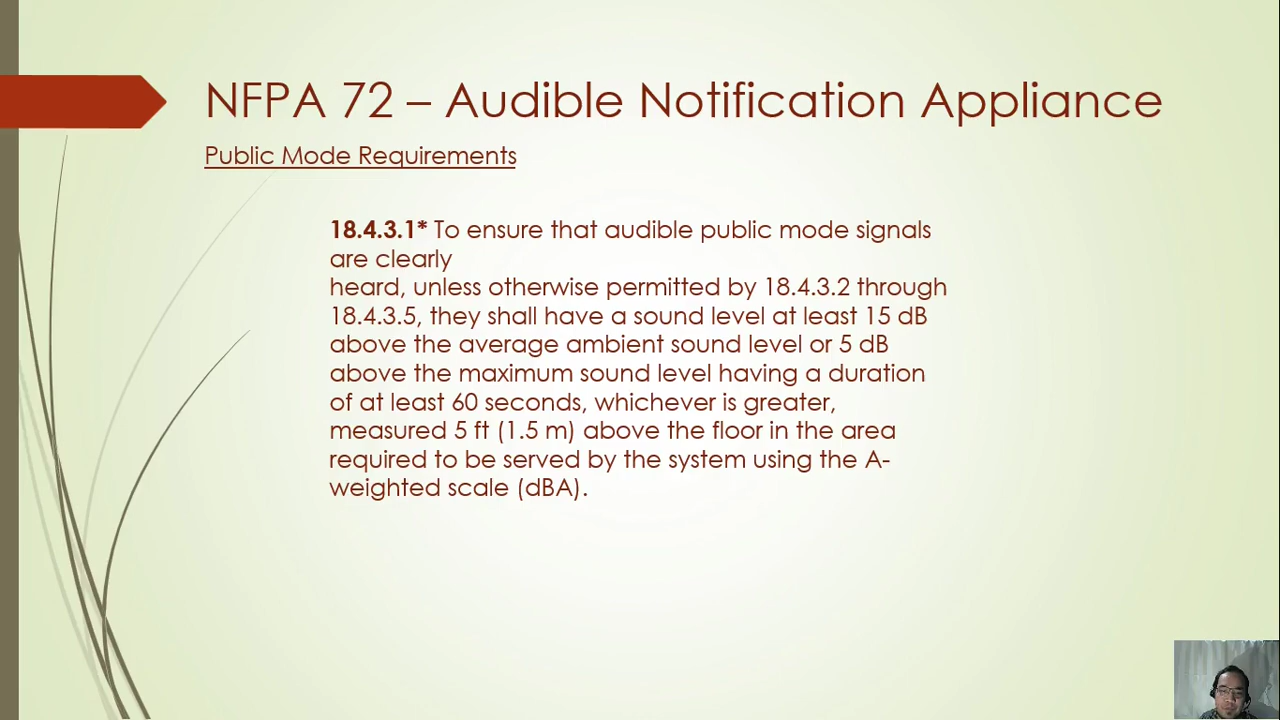 NFPA 72 – Audible Notification Appliance
Public Mode Requirements
18.4.3.1* To ensure that audible public mode signals
are clearly
heard, unless otherwise permitted by 18.4.3.2 through
18.4.3.5, they shall have a sound level at least 15 dB
above the average ambient sound level or 5 dB
above the maximum sound level having a duration
of at least 60 seconds, whichever is greater,
measured 5 ft (1.5 m) above the floor in the area
required to be served by the system using the A-
weighted scale (dBA).